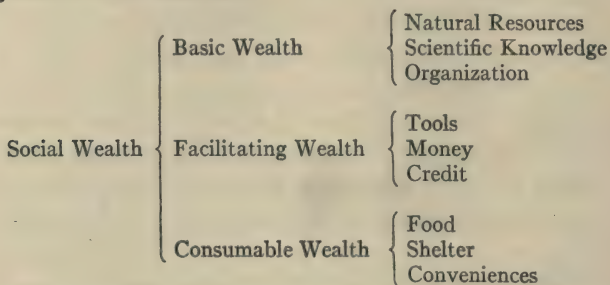 Natural Resources
Basic Wealth Scientific Knowledge
Organization
Tools
Social Wealth Facilitating Wealth Money
Credit
Food
Consumable Wealth Shelter
Conveniences